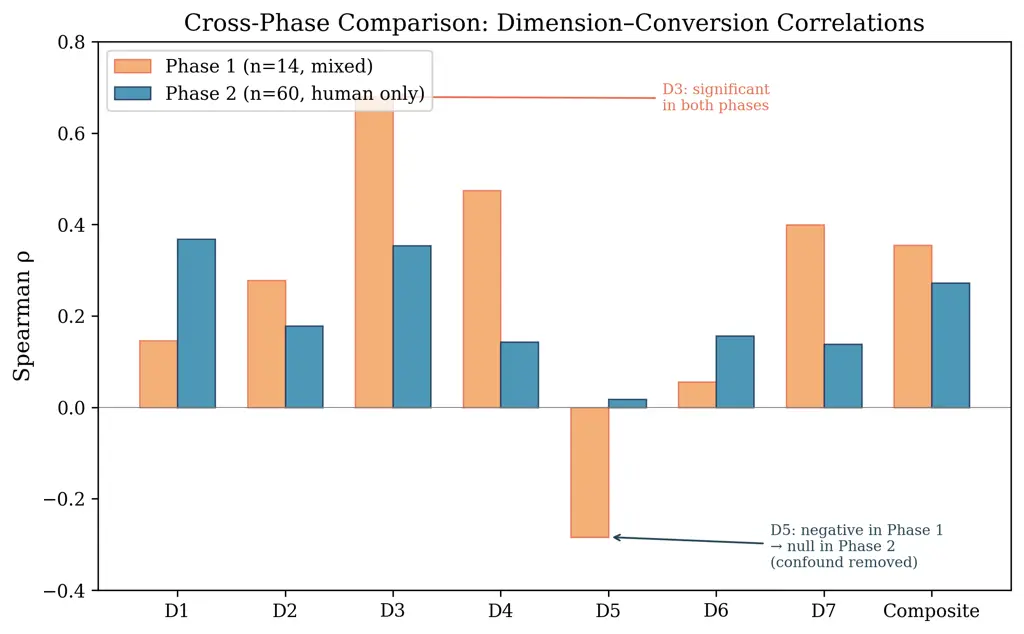 Cross-Phase Comparison: Dimension–Conversion Correlations
0.8
Phase 1 (n=14, mixed)
Phase 2 (n=60, human only)
D3: significant
in both phases
0.6
0.4
0.2
0.0
−0.2
−0.4
Spearman ρ
D5: negative in Phase 1
→ null in Phase 2
(confound removed)
D1 D2 D3 D4 D5 D6 D7 Composite